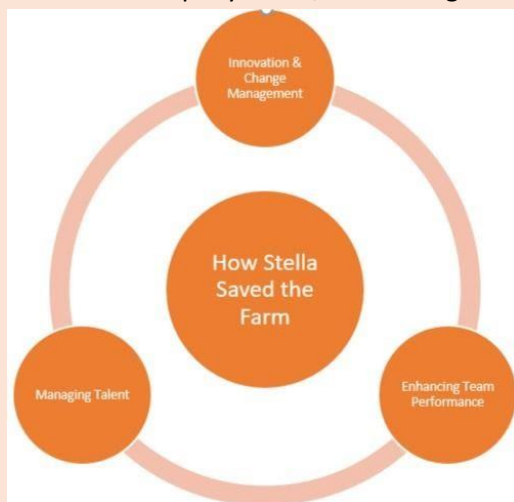 Innovation &
Change
Management
How Stella
Saved the
Farm
Managing Talent
Enhancing Team
Performance